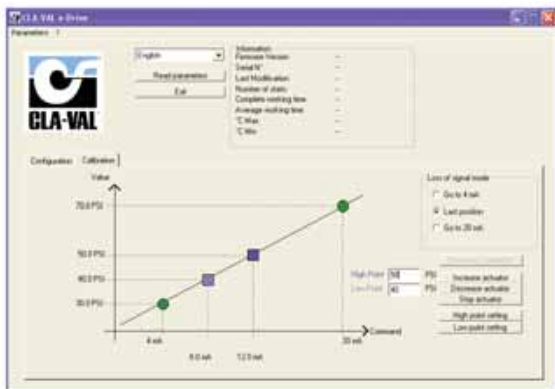 CLA-VAL e-Drive
Parameters ?
CLA-VAL
English
Read parameters
Exit
Information
Firmware Version --
Serial N° --
Last Modification --
Number of starts --
Complete working time --
Average working time --
°C Max --
°C Min --
Configuration Calibration
Value
70.0 PSI
50.0 PSI
40.0 PSI
30.0 PSI
4 mA
8.0 mA
12.0 mA
20 mA
Command
Loss of signal mode
Go to 4 mA
Last position
Go to 20 mA
High Point 50 PSI
Low Point 40 PSI
Increase actuator
Decrease actuator
Stop actuator
High point setting
Low point setting